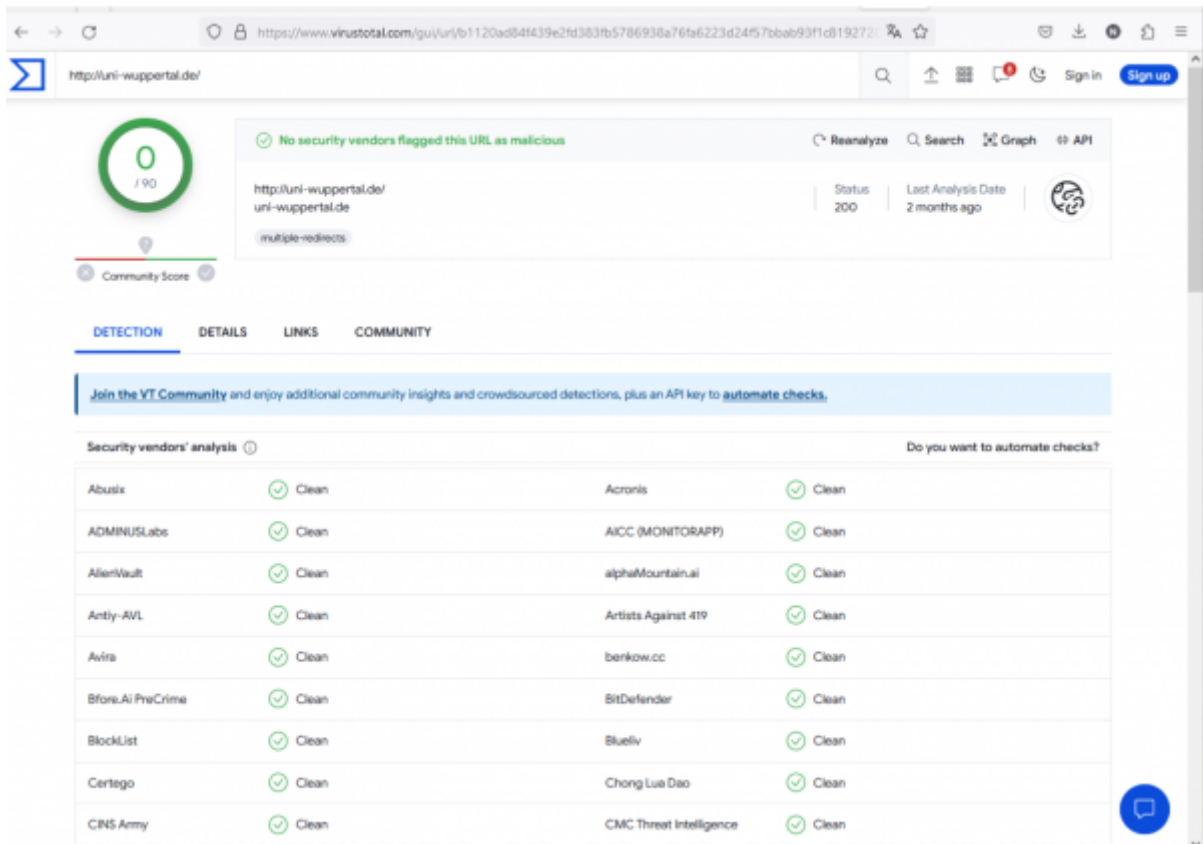 https://www.virustotal.com/gui/url/
http://uni-wuppertal.de/
Sign in
Sign up
0
/ 90
No security vendors flagged this URL as malicious
Reanalyze
Search
Graph
API
http://uni-wuppertal.de/
uni-wuppertal.de
Status
200
Last Analysis Date
2 months ago
multiple-redirects
Community Score
DETECTION
DETAILS
LINKS
COMMUNITY
Join the VT Community and enjoy additional community insights and crowdsourced detections, plus an API key to automate checks.
Security vendors' analysis
Do you want to automate checks?
Abusix Clean Acronis Clean
ADMINUSLabs Clean AICC (MONITORAPP) Clean
AlienVault Clean alphaMountain.ai Clean
Antiy-AVL Clean Artists Against 419 Clean
Avira Clean benkow.cc Clean
Bfore.Ai PreCrime Clean BitDefender Clean
BlockList Clean Blueliv Clean
Certego Clean Chong Lua Dao Clean
CINS Army Clean CMC Threat Intelligence Clean